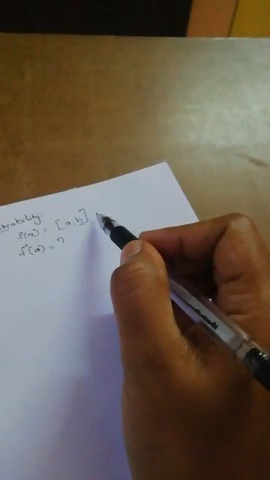 f(x) = [a, b]
f'(a) = ?